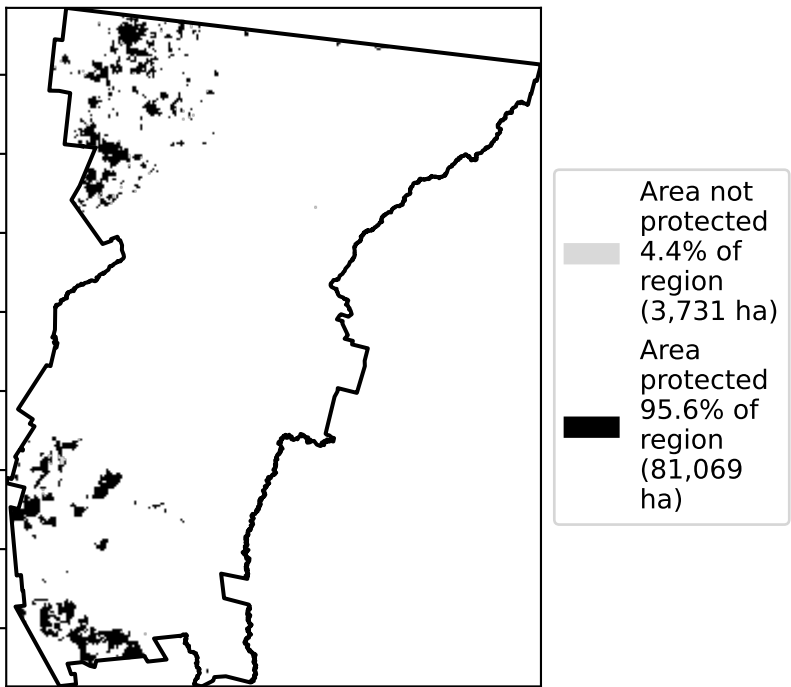 Area not
protected
4.4% of
region
(3,731 ha)
Area
protected
95.6% of
region
(81,069
ha)